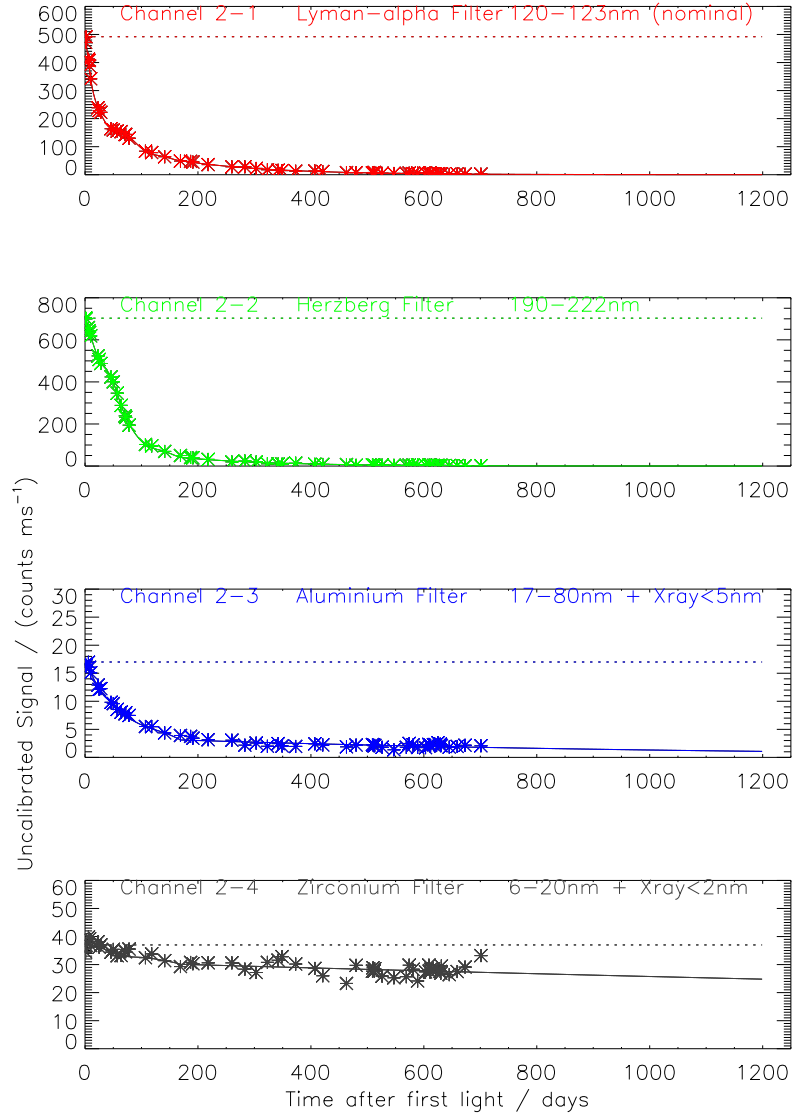 Channel 2-1 Lyman-alpha Filter 120-123nm (nominal)
600
500
400
300
200
100
0
0 200 400 600 800 1000 1200
Channel 2-2 Herzberg Filter 190-222nm
800
600
400
200
0
0 200 400 600 800 1000 1200
Uncalibrated Signal / (counts ms⁻¹)
Channel 2-3 Aluminium Filter 17-80nm + Xray<5nm
30
25
20
15
10
5
0
0 200 400 600 800 1000 1200
Channel 2-4 Zirconium Filter 6-20nm + Xray<2nm
60
50
40
30
20
10
0
0 200 400 600 800 1000 1200
Time after first light / days